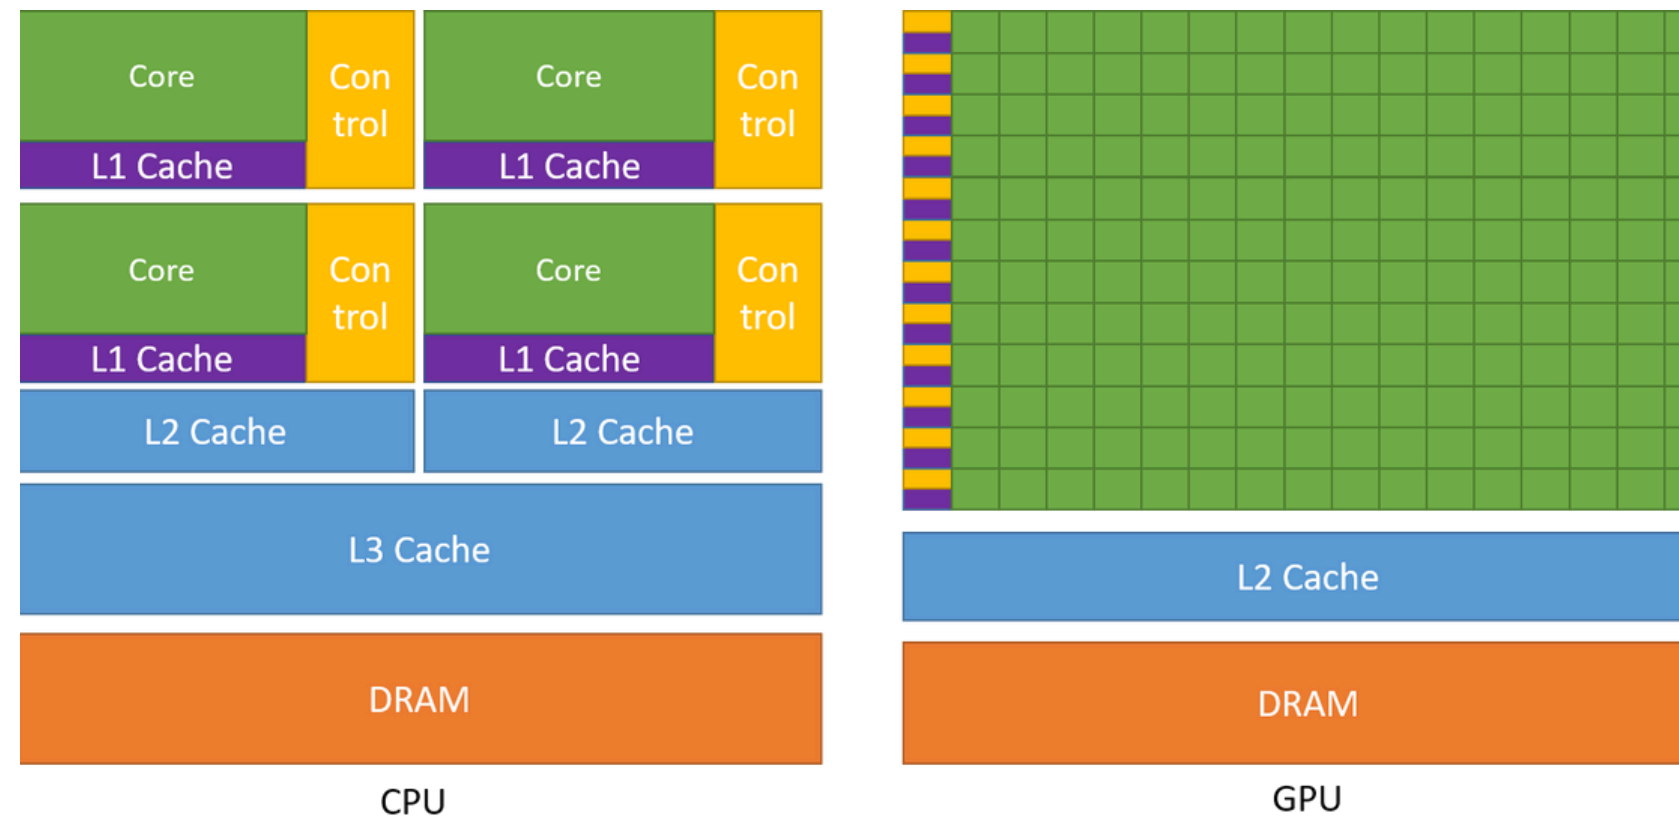 Core
Con
trol
L1 Cache
Core
Con
trol
L1 Cache
Core
Con
trol
L1 Cache
Core
Con
trol
L1 Cache
L2 Cache
L2 Cache
L3 Cache
DRAM
CPU
L2 Cache
DRAM
GPU